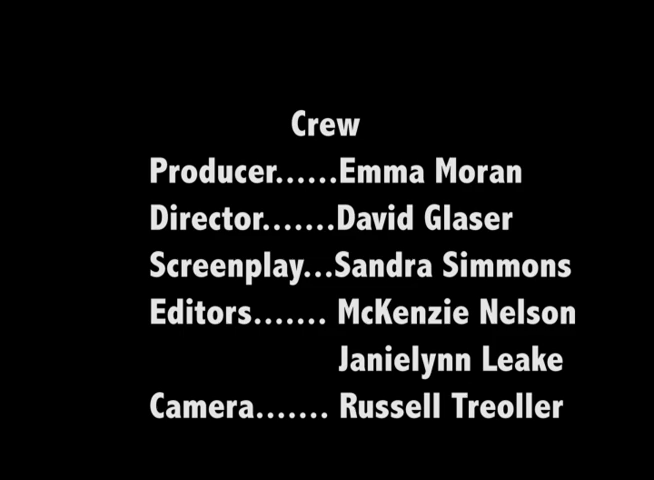 Crew
Producer......Emma Moran
Director.......David Glaser
Screenplay...Sandra Simmons
Editors....... McKenzie Nelson
Janielynn Leake
Camera....... Russell Treoller